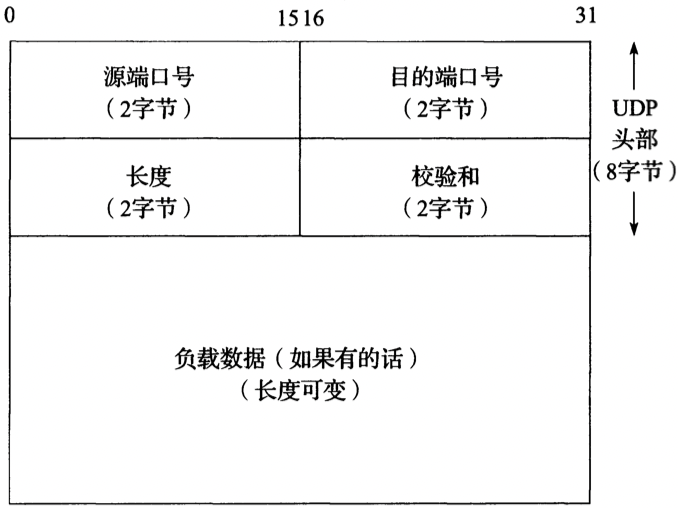 0 15 16 31
源端口号
（2字节）
目的端口号
（2字节）
UDP
头部
（8字节）
长度
（2字节）
校验和
（2字节）
负载数据（如果有的话）
（长度可变）